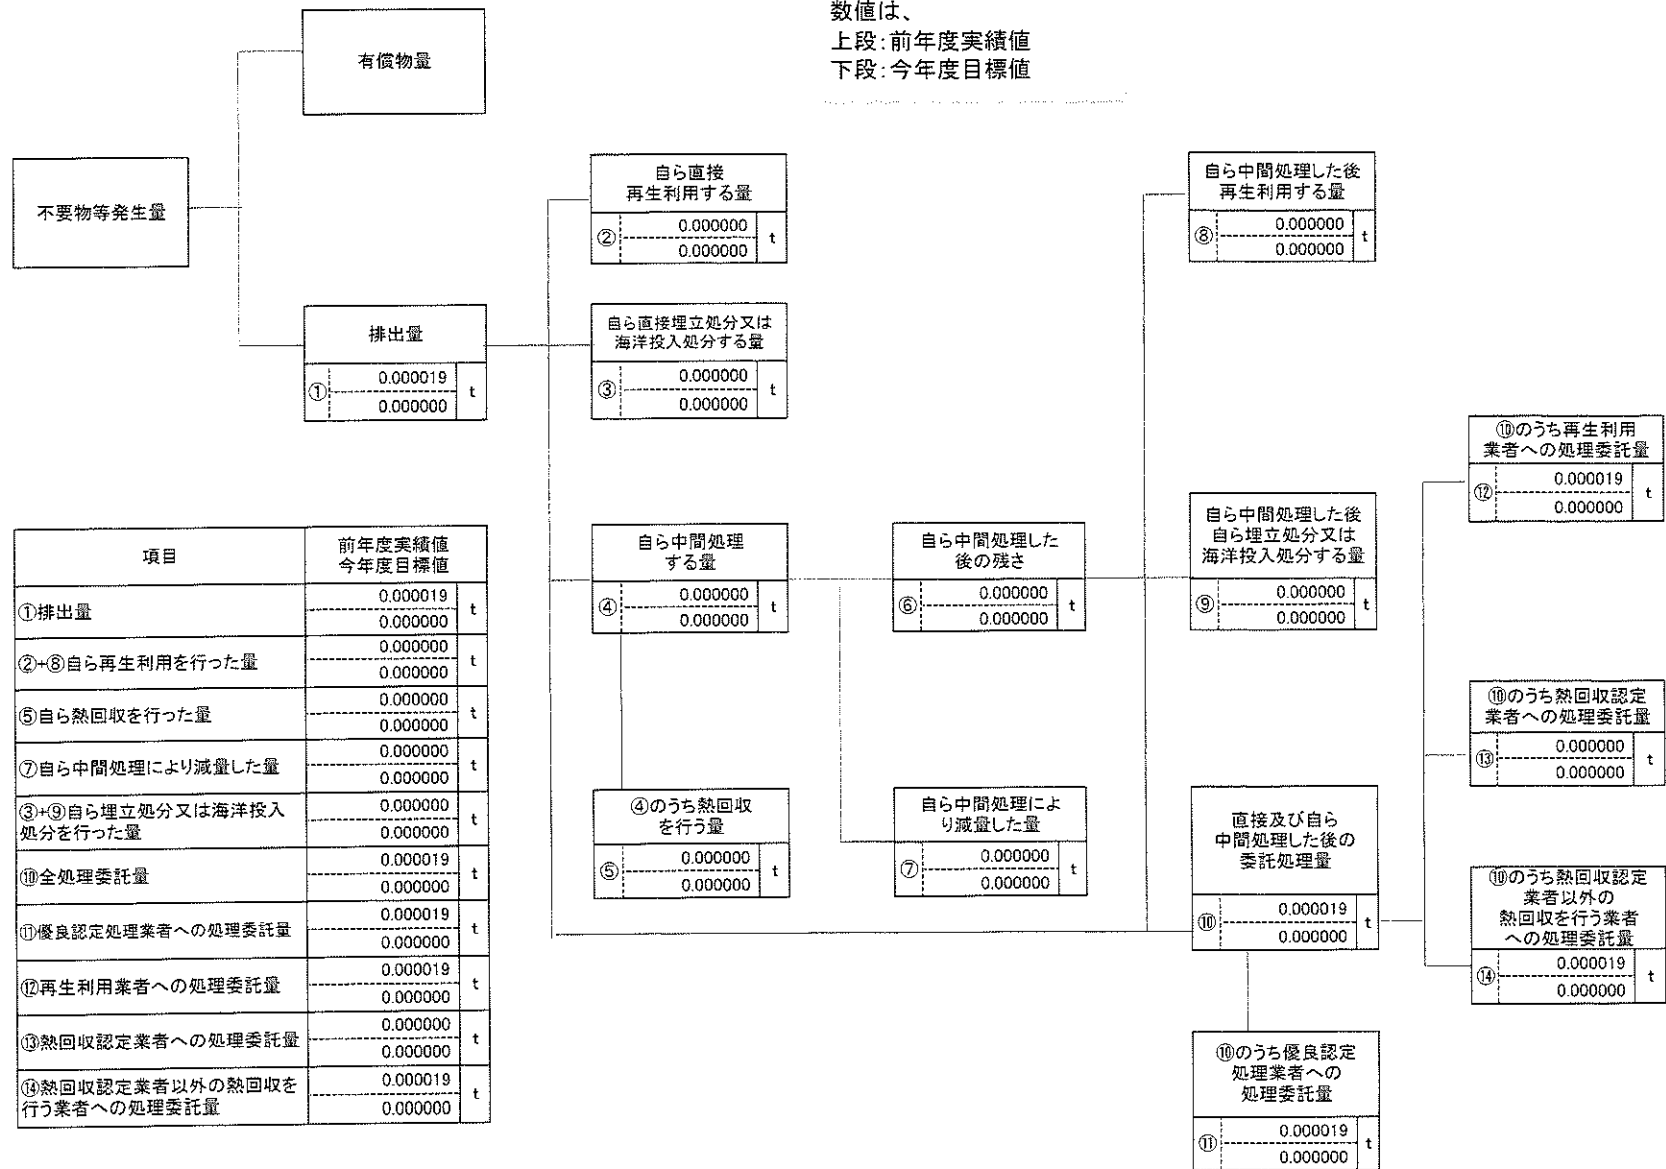 数値は、
上段:前年度実績値
下段:今年度目標値
有償物量
不要物等発生量
排出量
① 0.000019 t
0.000000
自ら直接
再生利用する量
② 0.000000 t
0.000000
自ら直接埋立処分又は
海洋投入処分する量
③ 0.000000 t
0.000000
自ら中間処理
する量
④ 0.000000 t
0.000000
④のうち熱回収
を行う量
⑤ 0.000000 t
0.000000
自ら中間処理した
後の残さ
⑥ 0.000000 t
0.000000
自ら中間処理によ
り減量した量
⑦ 0.000000 t
0.000000
自ら中間処理した後
再生利用する量
⑧ 0.000000 t
0.000000
自ら中間処理した後
自ら埋立処分又は
海洋投入処分する量
⑨ 0.000000 t
0.000000
直接及び自ら
中間処理した後の
委託処理量
⑩ 0.000019 t
0.000000
⑩のうち優良認定
処理業者への
処理委託量
⑪ 0.000019 t
0.000000
⑩のうち再生利用
業者への処理委託量
⑫ 0.000019 t
0.000000
⑩のうち熱回収認定
業者への処理委託量
⑬ 0.000000 t
0.000000
⑩のうち熱回収認定
業者以外の
熱回収を行う業者
への処理委託量
⑭ 0.000019 t
0.000000
項目 前年度実績値
今年度目標値
①排出量 0.000019 t
0.000000
②+⑧自ら再生利用を行った量 0.000000 t
0.000000
⑤自ら熱回収を行った量 0.000000 t
0.000000
⑦自ら中間処理により減量した量 0.000000 t
0.000000
③+⑨自ら埋立処分又は海洋投入 0.000000 t
処分を行った量 0.000000
⑩全処理委託量 0.000019 t
0.000000
⑪優良認定処理業者への処理委託量 0.000019 t
0.000000
⑫再生利用業者への処理委託量 0.000019 t
0.000000
⑬熱回収認定業者への処理委託量 0.000000 t
0.000000
⑭熱回収認定業者以外の熱回収を 0.000019 t
行う業者への処理委託量 0.000000